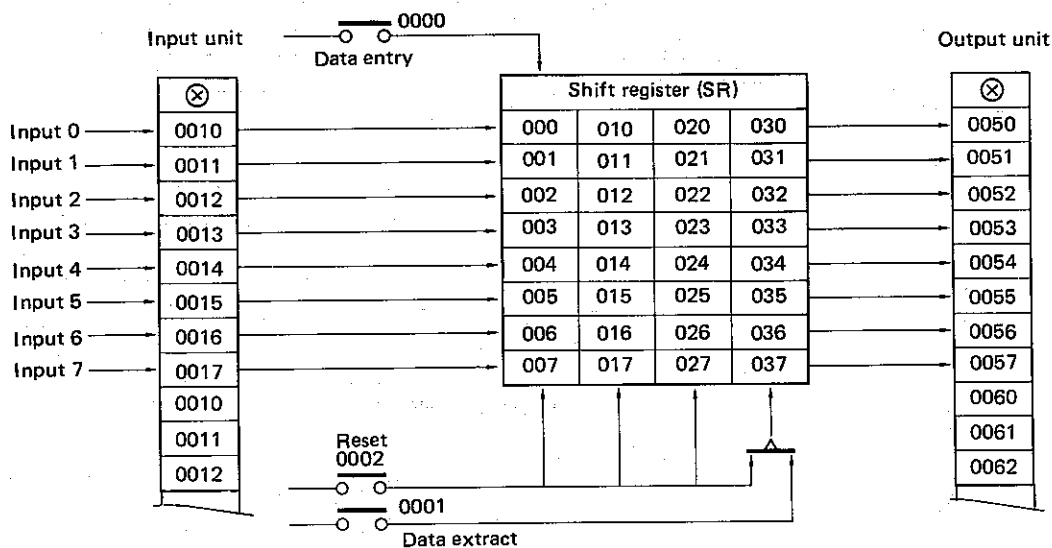 0000
Input unit
Data entry
Output unit
Shift register (SR)
Input 0 0010 000 010 020 030 0050
Input 1 0011 001 011 021 031 0051
Input 2 0012 002 012 022 032 0052
Input 3 0013 003 013 023 033 0053
Input 4 0014 004 014 024 034 0054
Input 5 0015 005 015 025 035 0055
Input 6 0016 006 016 026 036 0056
Input 7 0017 007 017 027 037 0057
0010 0060
0011 0061
0012 0062
Reset
0002
0001
Data extract